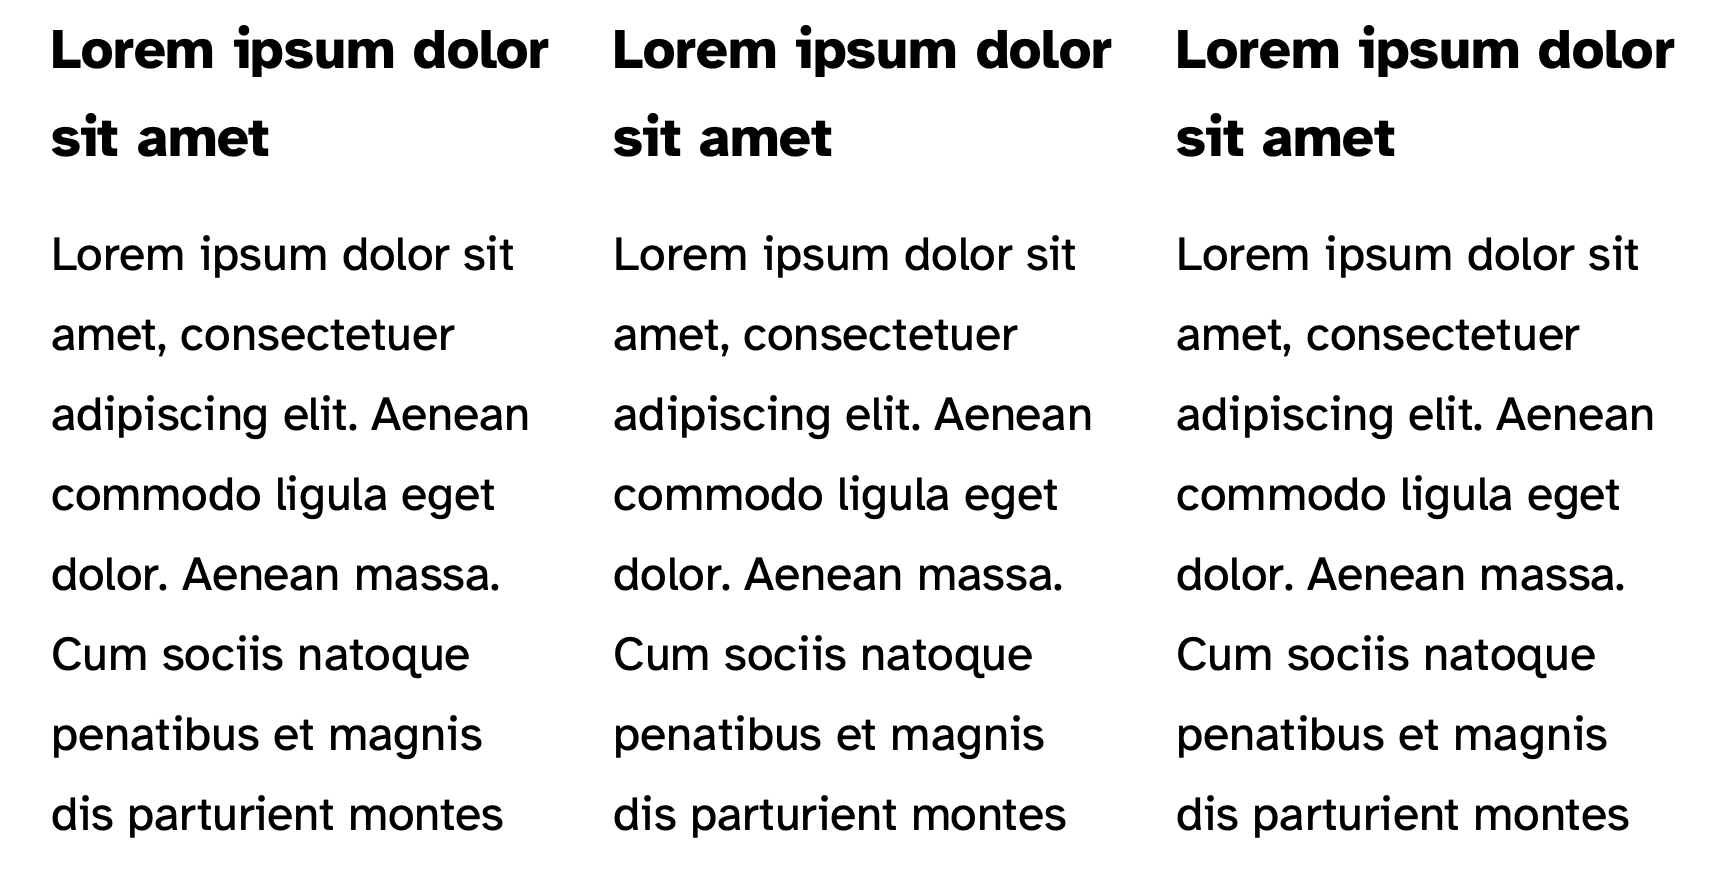 Lorem ipsum dolor
sit amet
Lorem ipsum dolor sit
amet, consectetuer
adipiscing elit. Aenean
commodo ligula eget
dolor. Aenean massa.
Cum sociis natoque
penatibus et magnis
dis parturient montes
Lorem ipsum dolor
sit amet
Lorem ipsum dolor sit
amet, consectetuer
adipiscing elit. Aenean
commodo ligula eget
dolor. Aenean massa.
Cum sociis natoque
penatibus et magnis
dis parturient montes
Lorem ipsum dolor
sit amet
Lorem ipsum dolor sit
amet, consectetuer
adipiscing elit. Aenean
commodo ligula eget
dolor. Aenean massa.
Cum sociis natoque
penatibus et magnis
dis parturient montes